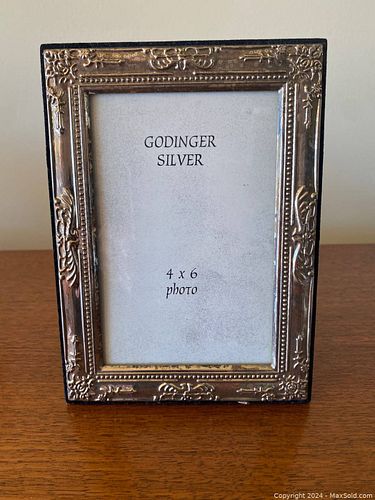 GODINGER
SILVER
4 x 6
photo
Copyright 2024 - MaxSold.com